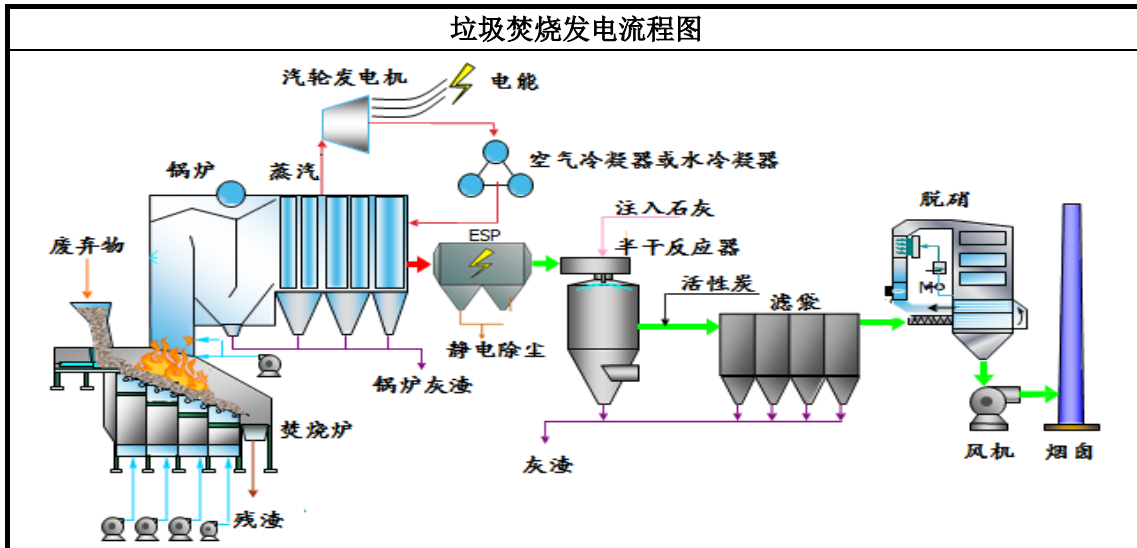 垃圾焚烧发电流程图
汽轮发电机
电能
锅炉
蒸汽
空气冷凝器或水冷凝器
脱硝
注入石灰
废弃物
ESP
半干反应器
活性炭
滤袋
静电除尘
锅炉灰渣
焚烧炉
灰渣
风机
烟囱
残渣